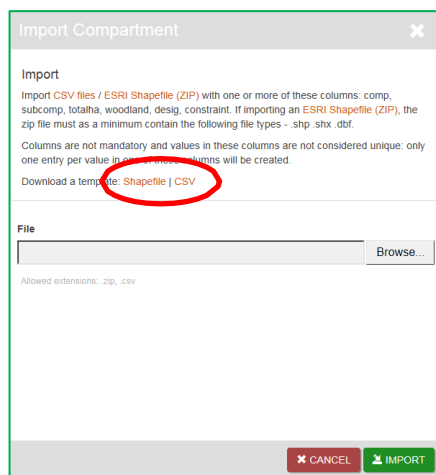 Import Compartment
Import
Import CSV files / ESRI Shapefile (ZIP) with one or more of these columns: comp,
subcomp, totalha, woodland, desig, constraint. If importing an ESRI Shapefile (ZIP), the
zip file must as a minimum contain the following file types - .shp .shx .dbf.
Columns are not mandatory and values in these columns are not considered unique: only
one entry per value in one of these columns will be created.
Download a template: Shapefile | CSV
File
Browse...
Allowed extensions: .zip, .csv
CANCEL IMPORT